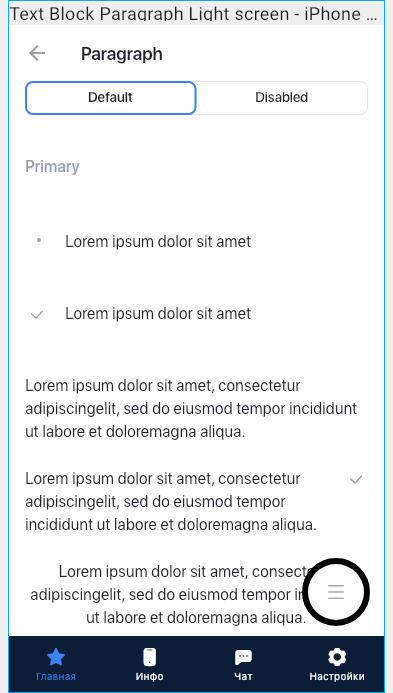 Text Block Paragraph Light screen - iPhone ...
Paragraph
Default Disabled
Primary
Lorem ipsum dolor sit amet
Lorem ipsum dolor sit amet
Lorem ipsum dolor sit amet, consectetur
adipiscingelit, sed do eiusmod tempor incididunt
ut labore et doloremagna aliqua.
Lorem ipsum dolor sit amet, consectetur
adipiscingelit, sed do eiusmod tempor
incididunt ut labore et doloremagna aliqua.
Lorem ipsum dolor sit amet,
adipiscingelit, sed do eiusmod tempor
ut labore et doloremagna aliqua.
Главная Инфо Чат Настройки